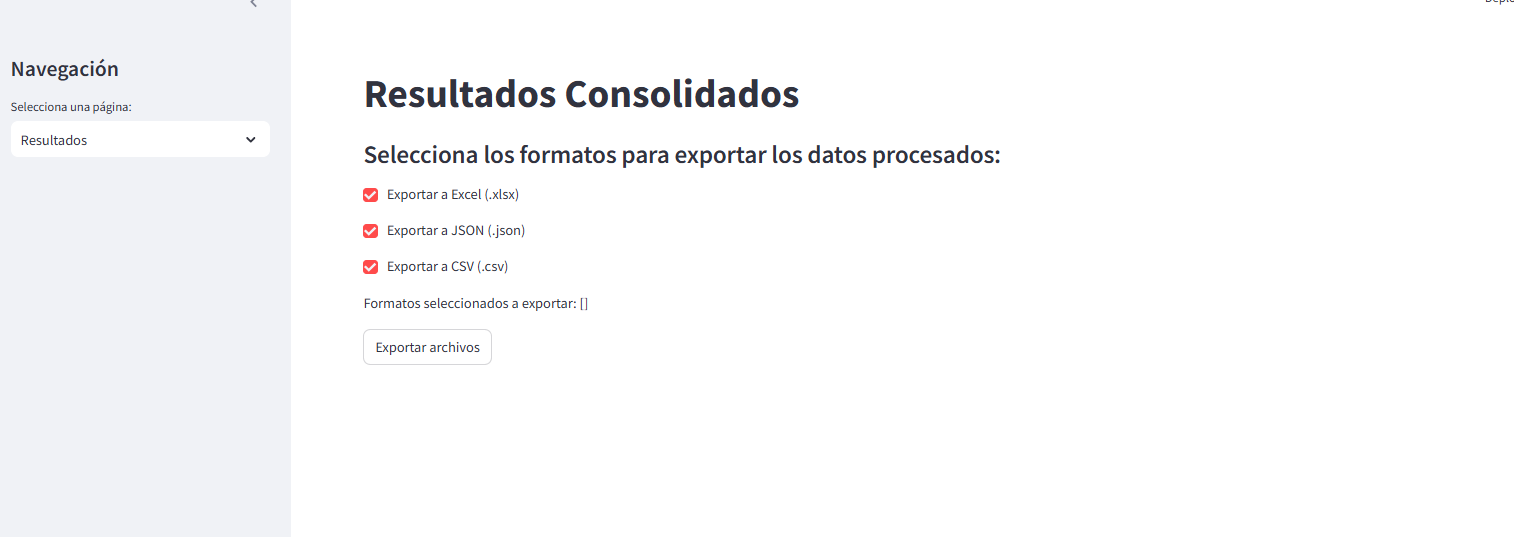 Navegación
Selecciona una página:
Resultados
Resultados Consolidados
Selecciona los formatos para exportar los datos procesados:
Exportar a Excel (.xlsx)
Exportar a JSON (.json)
Exportar a CSV (.csv)
Formatos seleccionados a exportar: []
Exportar archivos